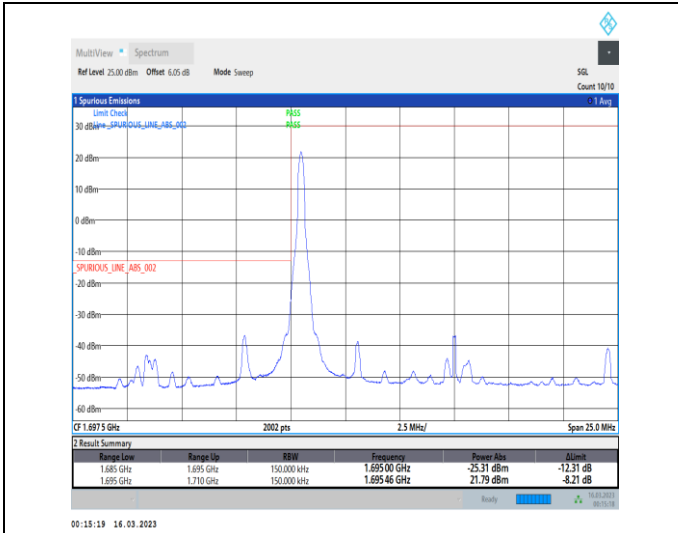 MultiView Spectrum
Ref Level 25.00 dBm Offset 6.05 dB Mode Sweep SGL
Count 10/10
1 Spurious Emissions 1 Avg
Limit Check PASS
Line _SPURIOUS_LINE_ABS_002 PASS
30 dBm
20 dBm
10 dBm
0 dBm
-10 dBm
_SPURIOUS_LINE_ABS_002
-20 dBm
-30 dBm
-40 dBm
-50 dBm
-60 dBm
CF 1.697 5 GHz 2002 pts 2.5 MHz/ Span 25.0 MHz
2 Result Summary
Range Low Range Up RBW Frequency Power Abs ΔLimit
1.685 GHz 1.695 GHz 150.000 kHz 1.695 00 GHz -25.31 dBm -12.31 dB
1.695 GHz 1.710 GHz 150.000 kHz 1.695 46 GHz 21.79 dBm -8.21 dB
Ready 16.03.2023
00:15:18
00:15:19 16.03.2023